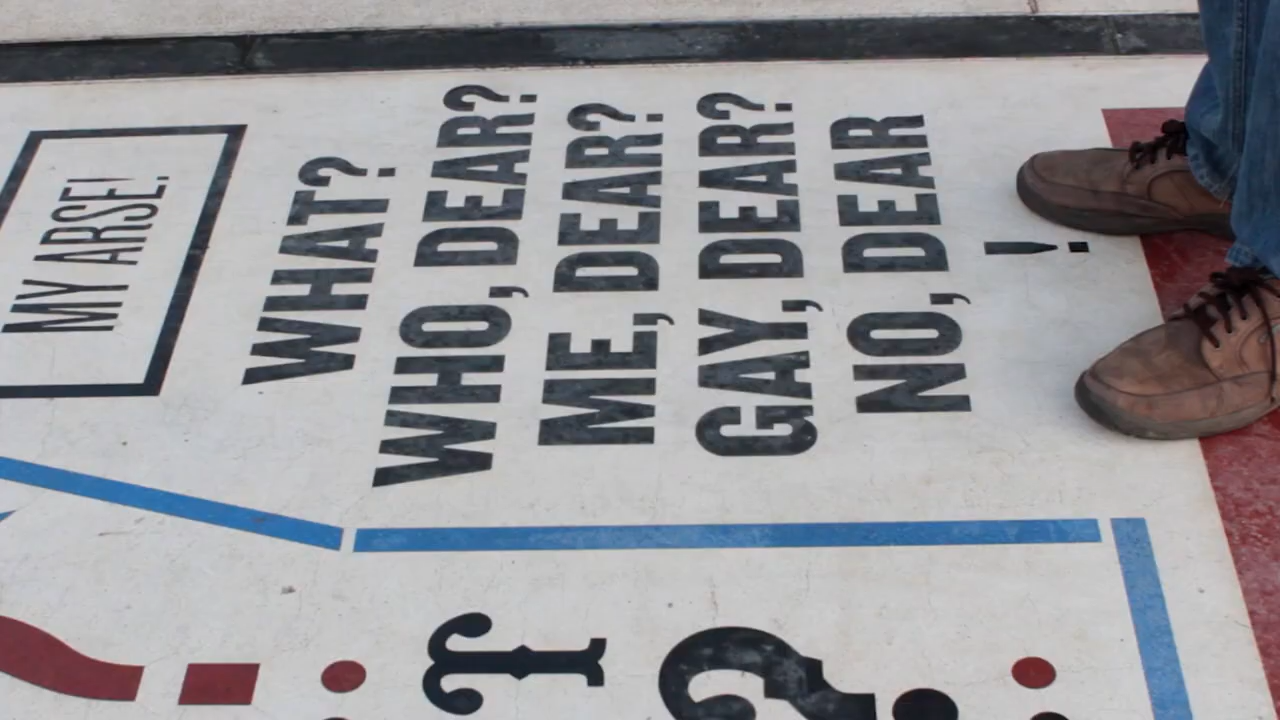 MY ARSE!
WHAT?
WHO, DEAR?
ME, DEAR?
GAY, DEAR?
NO, DEAR
!